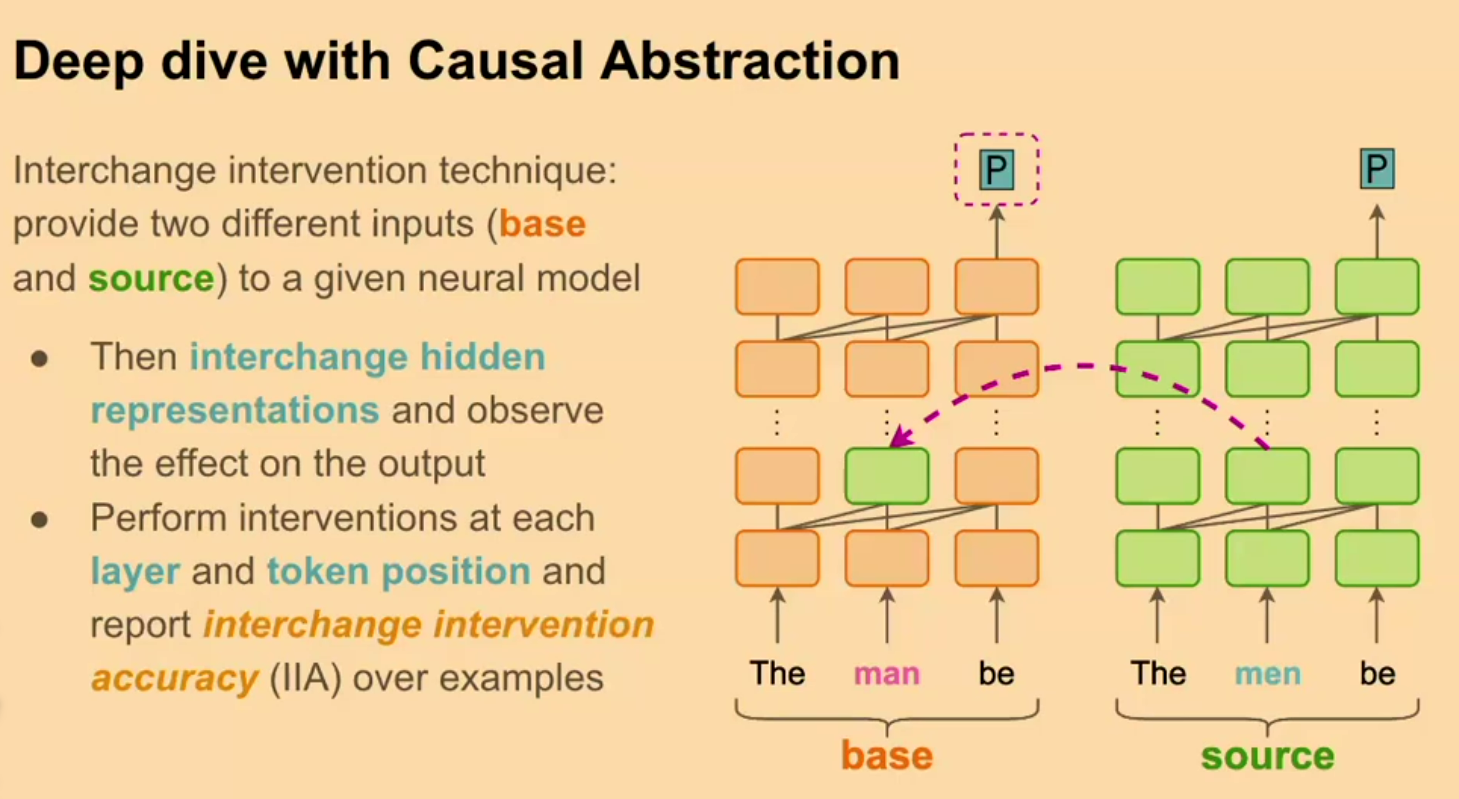 Deep dive with Causal Abstraction
Interchange intervention technique:
provide two different inputs (base
and source) to a given neural model
● Then interchange hidden
representations and observe
the effect on the output
● Perform interventions at each
layer and token position and
report interchange intervention
accuracy (IIA) over examples
P
P
The man be
The men be
base
source